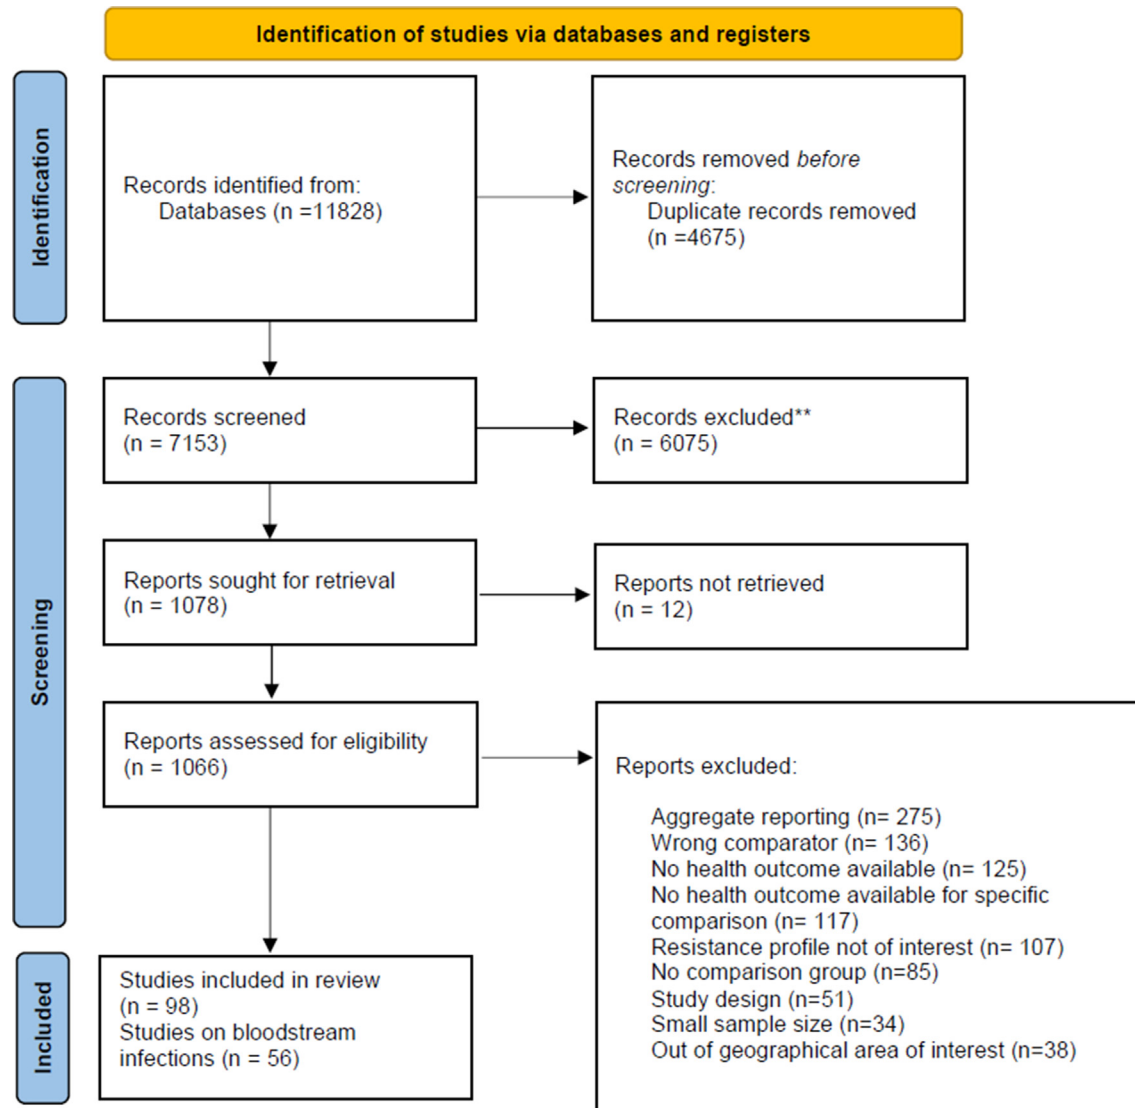 Identification of studies via databases and registers
Identification
Records identified from:
Databases (n =11828)
Records removed before
screening:
Duplicate records removed
(n =4675)
Screening
Records screened
(n = 7153)
Records excluded**
(n = 6075)
Reports sought for retrieval
(n = 1078)
Reports not retrieved
(n = 12)
Reports assessed for eligibility
(n = 1066)
Reports excluded:
Aggregate reporting (n= 275)
Wrong comparator (n= 136)
No health outcome available (n= 125)
No health outcome available for specific
comparison (n= 117)
Resistance profile not of interest (n= 107)
No comparison group (n=85)
Study design (n=51)
Small sample size (n=34)
Out of geographical area of interest (n=38)
Included
Studies included in review
(n = 98)
Studies on bloodstream
infections (n = 56)